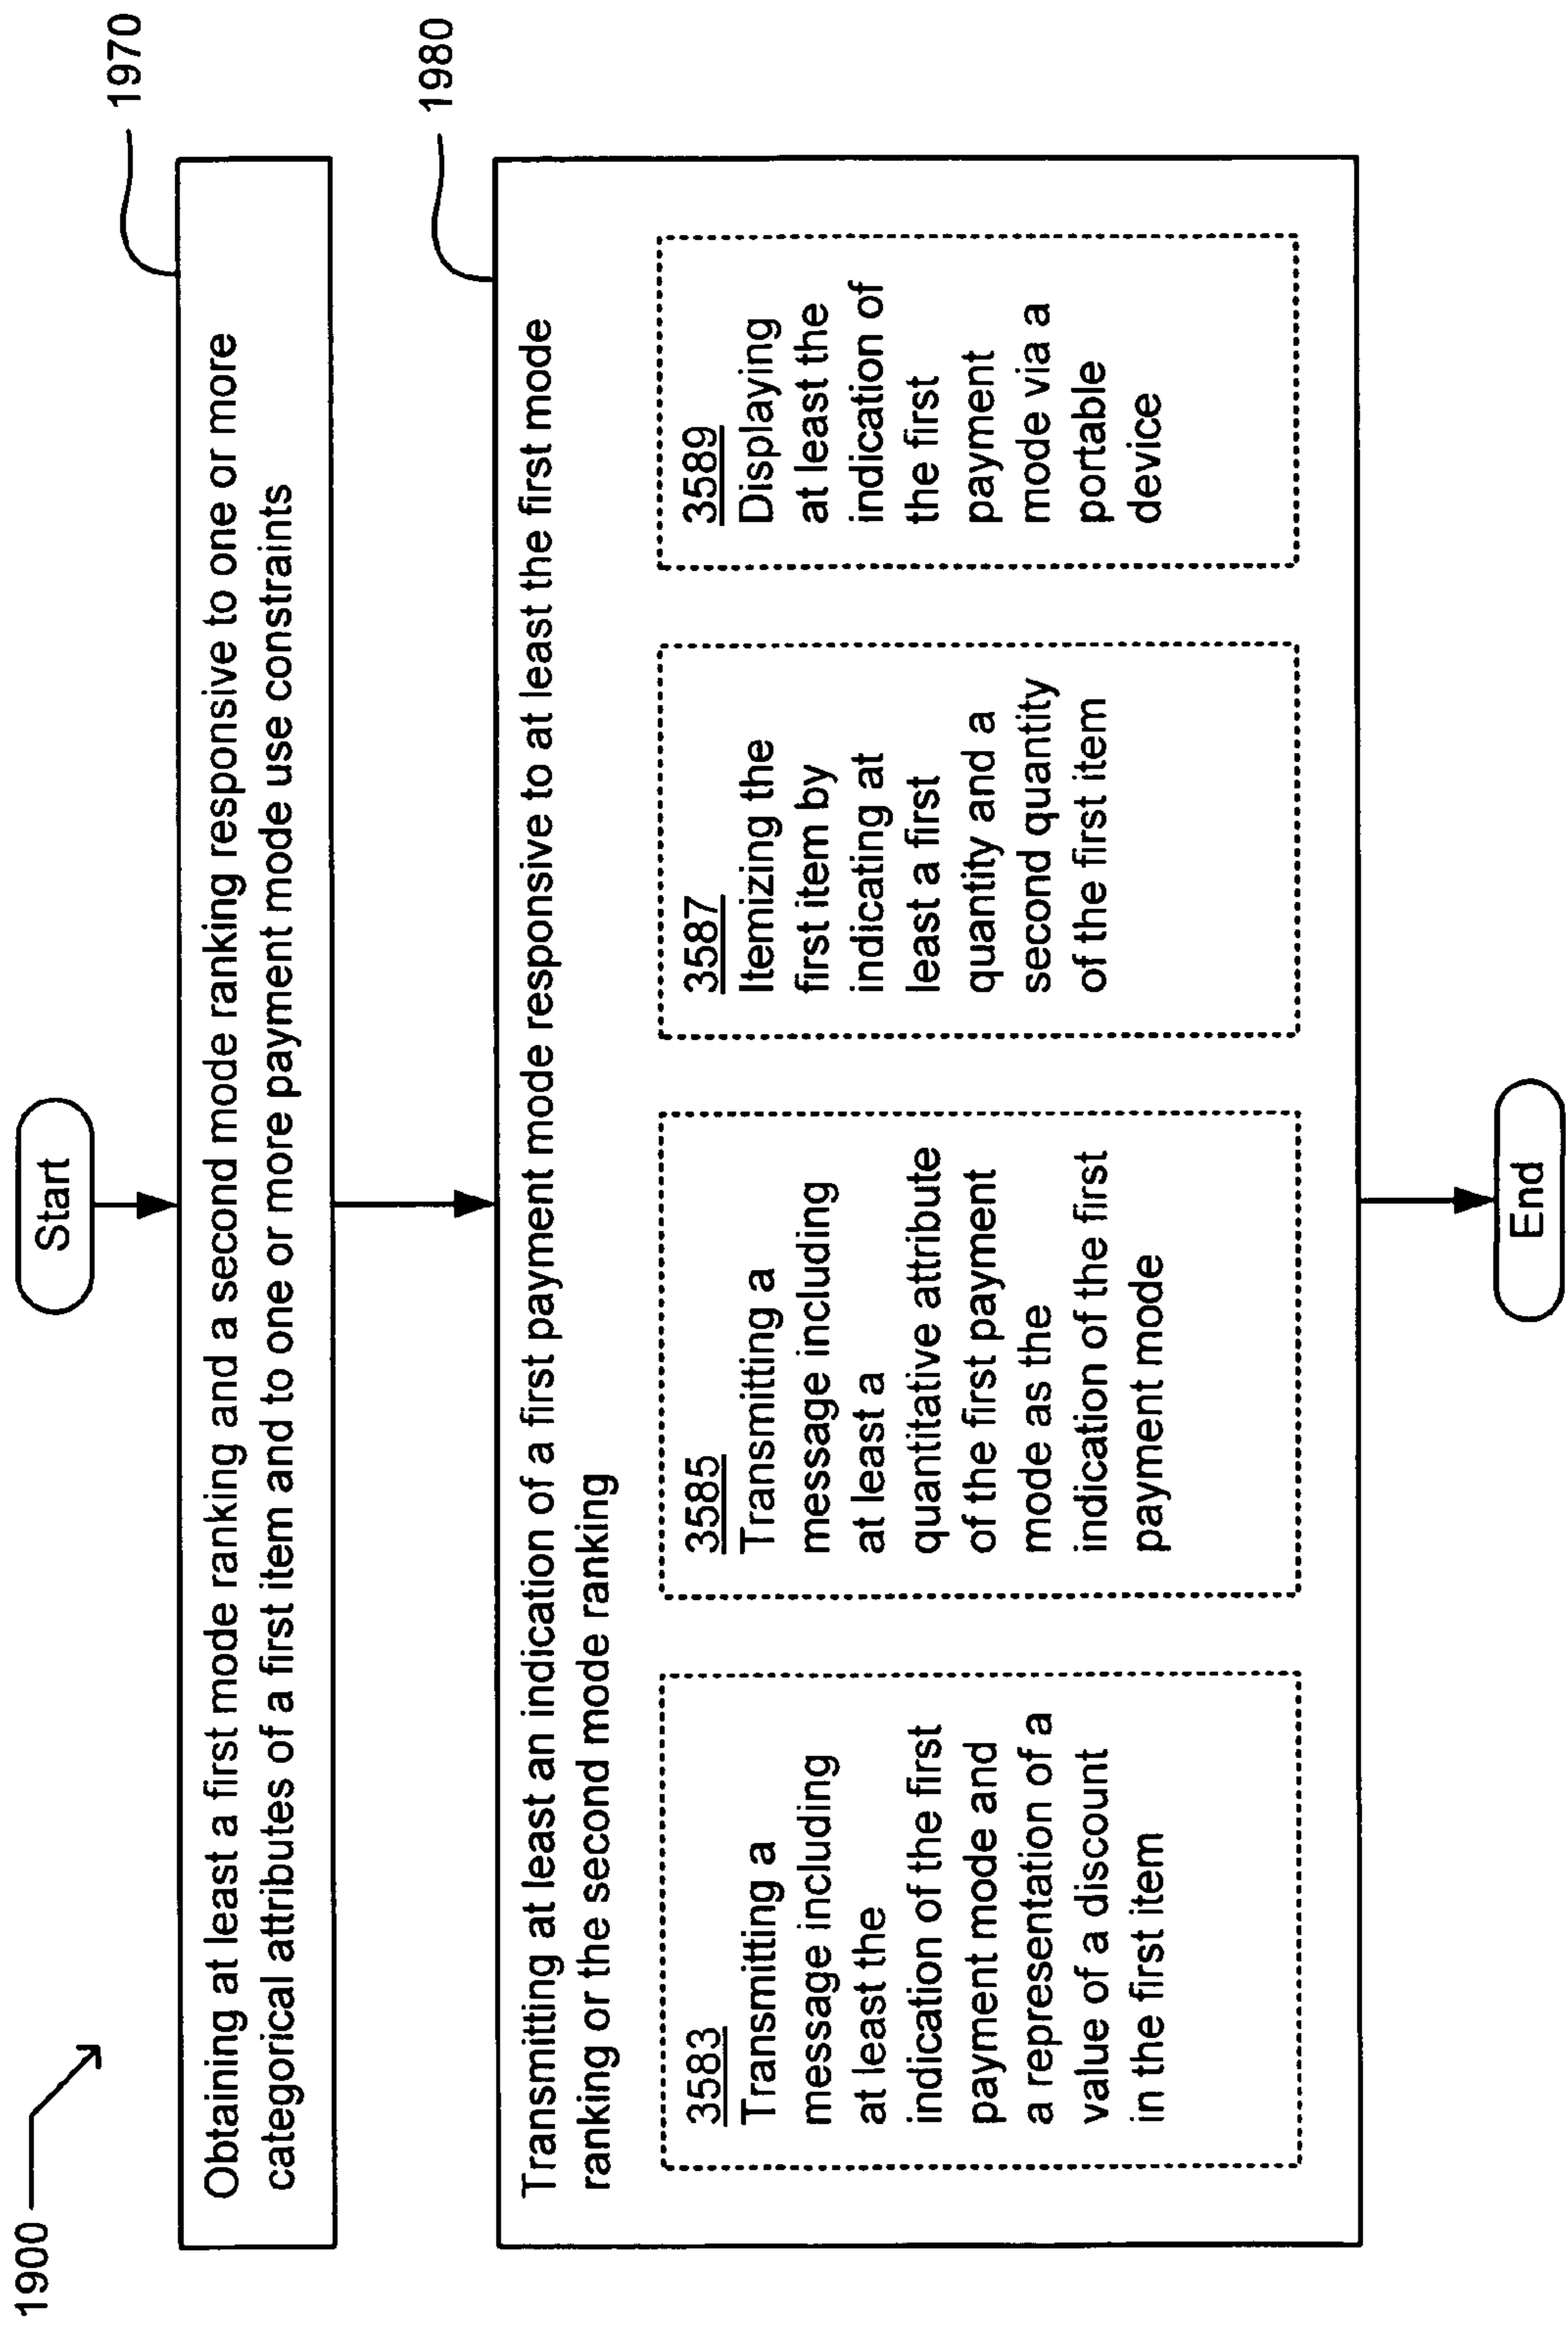 1900
Start
1970
Obtaining at least a first mode ranking and a second mode ranking responsive to one or more
categorical attributes of a first item and to one or more payment mode use constraints
1980
Transmitting at least an indication of a first payment mode responsive to at least the first mode
ranking or the second mode ranking
3583
Transmitting a
message including
at least the
indication of the first
payment mode and
a representation of a
value of a discount
in the first item
3585
Transmitting a
message including
at least a
quantitative attribute
of the first payment
mode as the
indication of the first
payment mode
3587
Itemizing the
first item by
indicating at
least a first
quantity and a
second quantity
of the first item
3589
Displaying
at least the
indication of
the first
payment
mode via a
portable
device
End